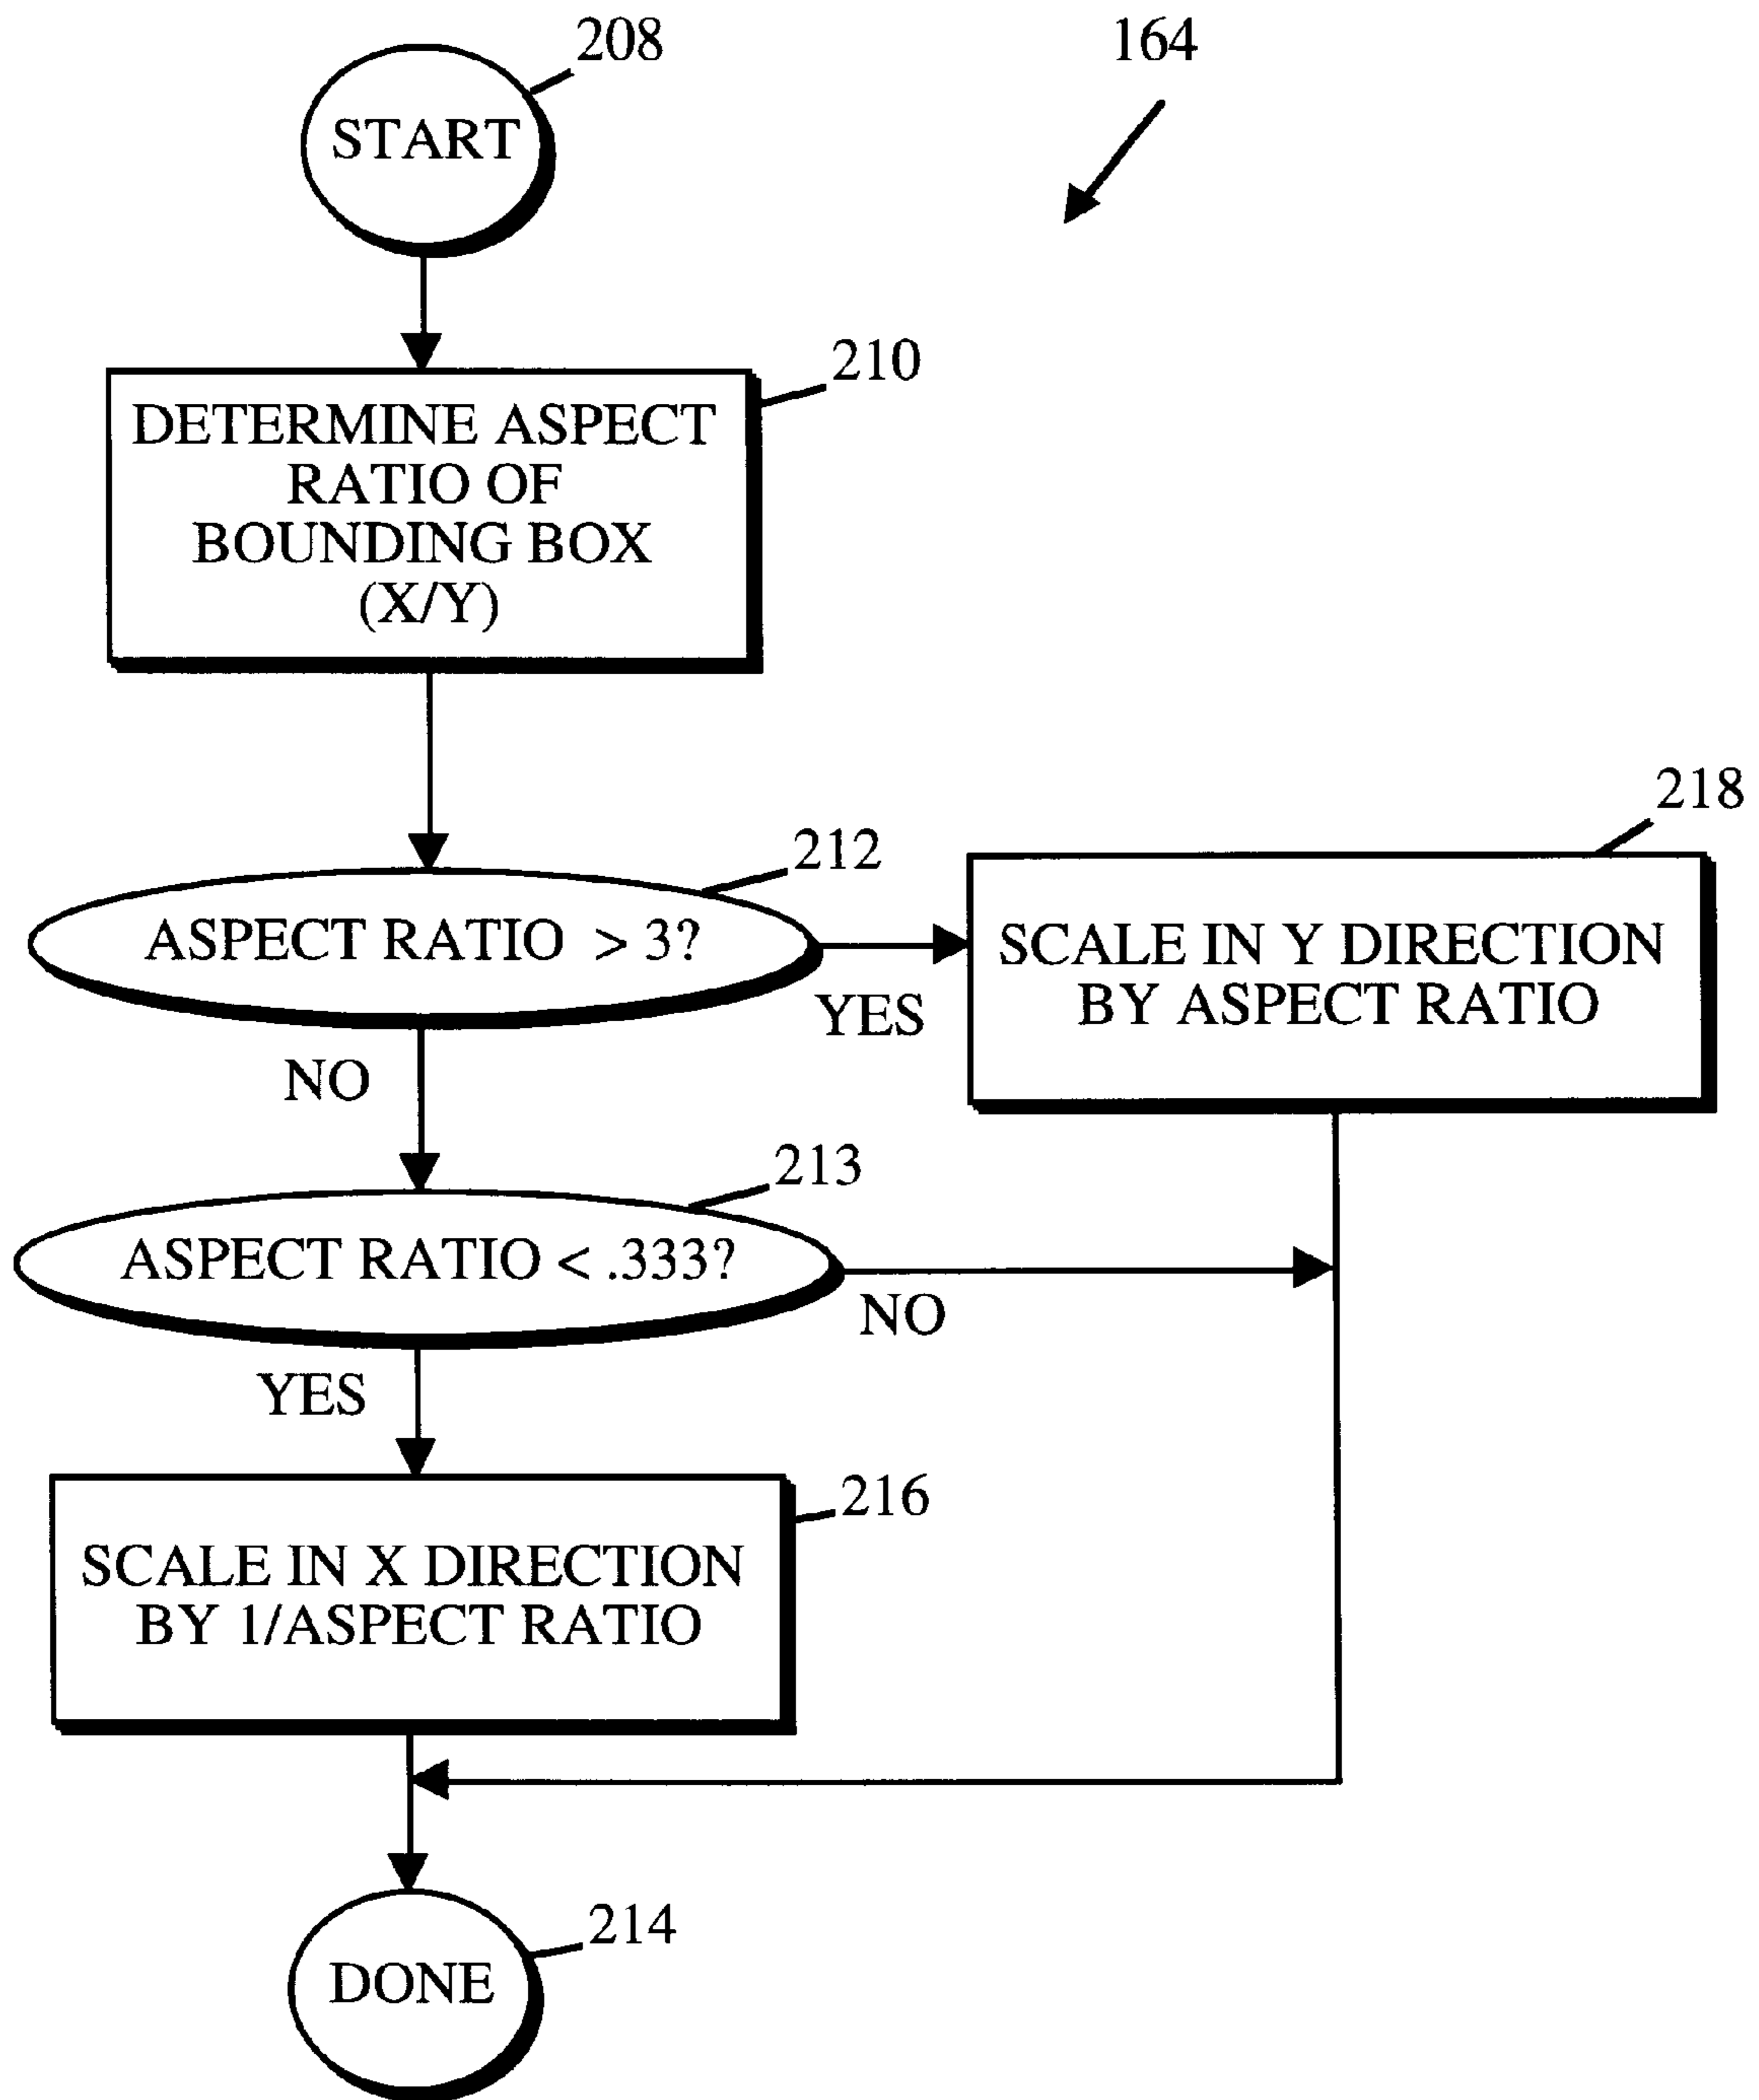 208
164
START
210
DETERMINE ASPECT
RATIO OF
BOUNDING BOX
(X/Y)
218
212
ASPECT RATIO > 3?
YES
SCALE IN Y DIRECTION
BY ASPECT RATIO
NO
213
ASPECT RATIO < .333?
NO
YES
216
SCALE IN X DIRECTION
BY 1/ASPECT RATIO
214
DONE